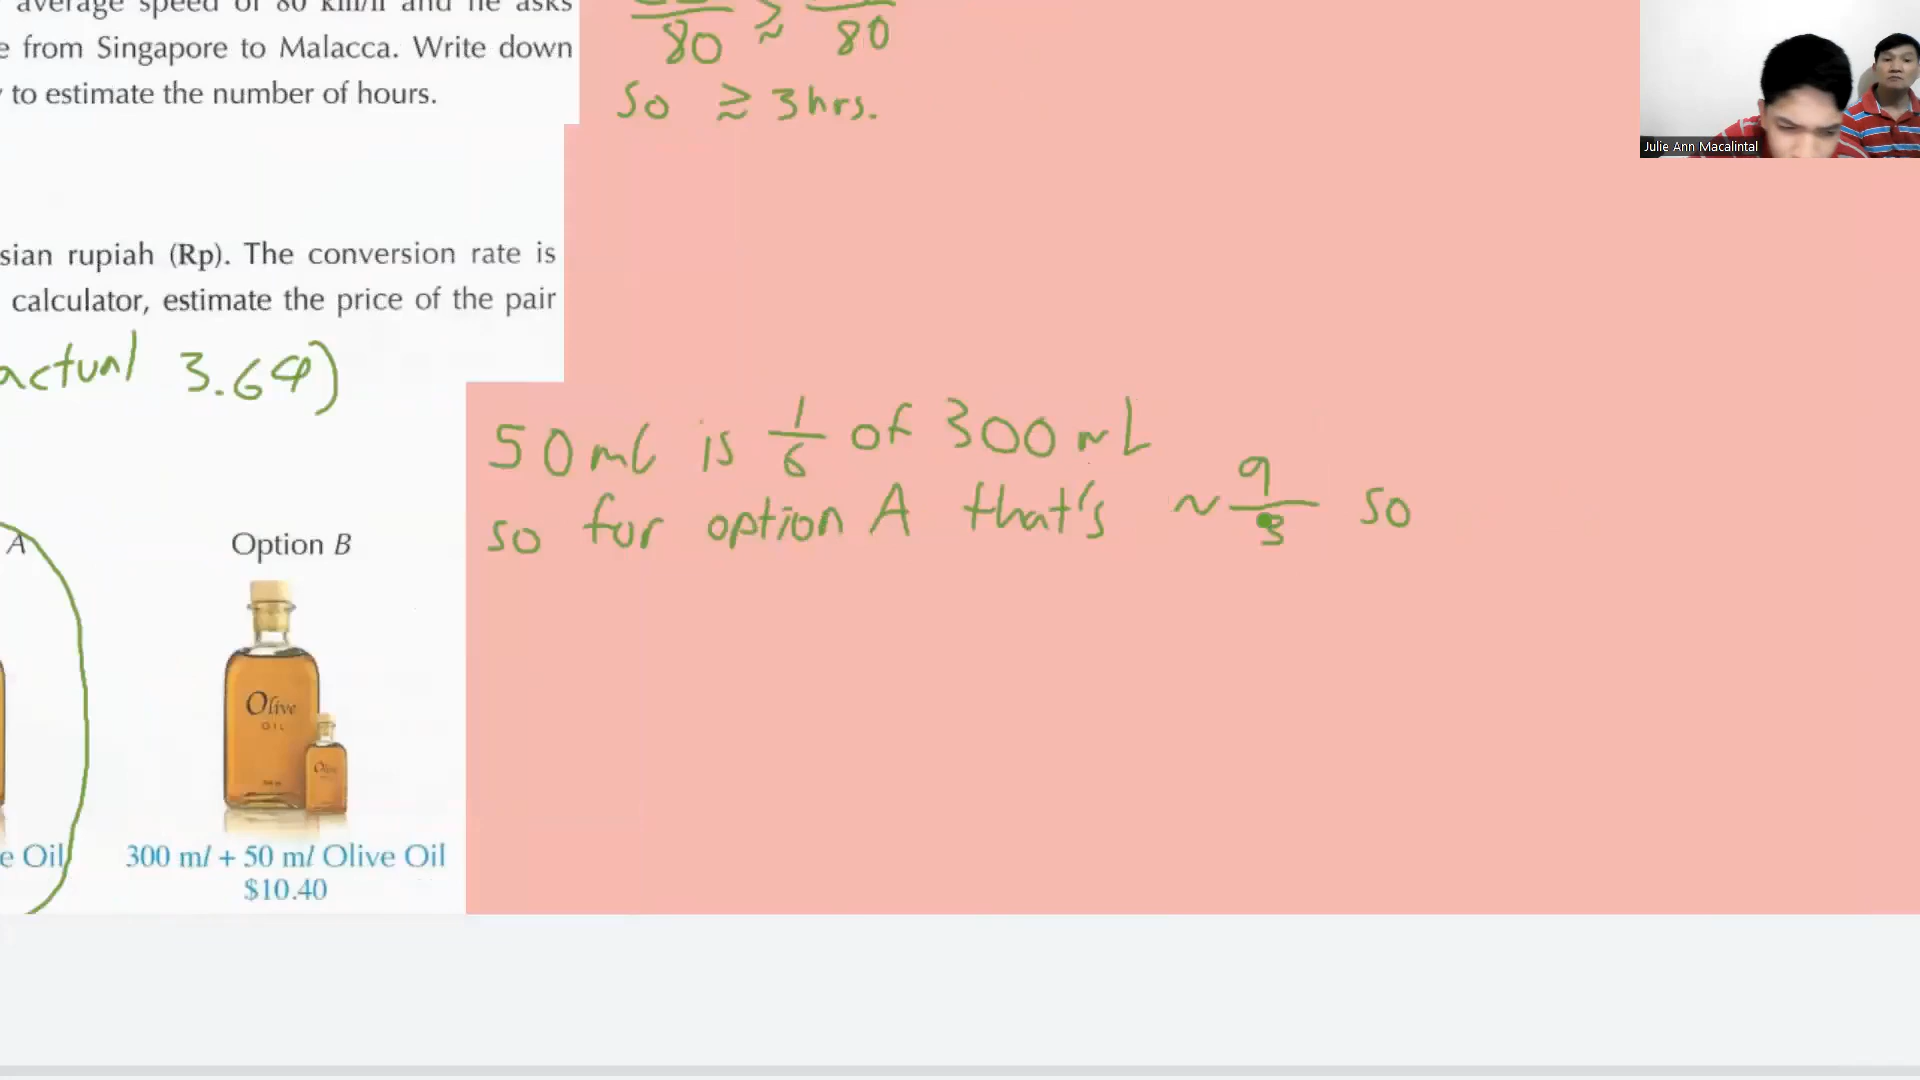 average speed of 80 km/h and he asks
e from Singapore to Malacca. Write down
to estimate the number of hours.
80 ≳ 80
so ≳ 3 hrs.
Julie Ann Macalintal
sian rupiah (Rp). The conversion rate is
calculator, estimate the price of the pair
actual 3.64)
50 ml is 1/6 of 300 mL
so for option A that's ~ 9/3 so
A
Option B
Olive
OIL
Olive
e Oil
300 ml + 50 ml Olive Oil
$10.40